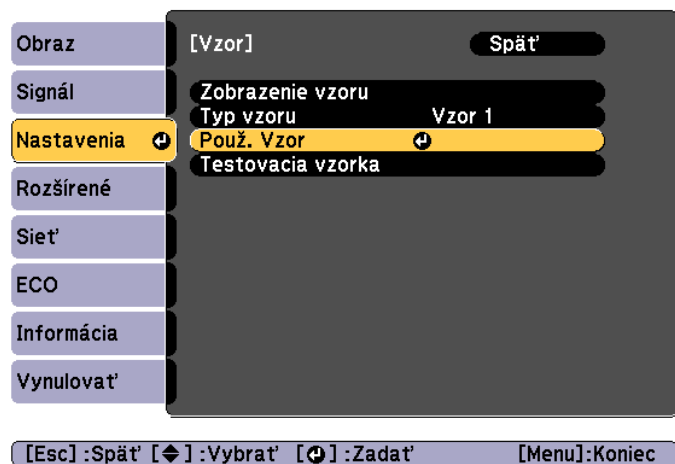 Obraz
Signál
Nastavenia
Rozšírené
Sieť
ECO
Informácia
Vynulovať
[Vzor] Späť
Zobrazenie vzoru
Typ vzoru Vzor 1
Použ. Vzor
Testovacia vzorka
[Esc] :Späť [◆] :Vybrať [⏎] :Zadať [Menu]:Koniec